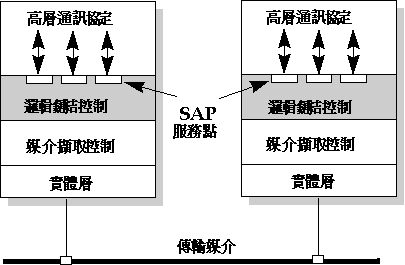 高層通訊協定
高層通訊協定
SAP
服務點
邏輯鏈結控制
邏輯鏈結控制
媒介擷取控制
媒介擷取控制
實體層
實體層
傳輸媒介